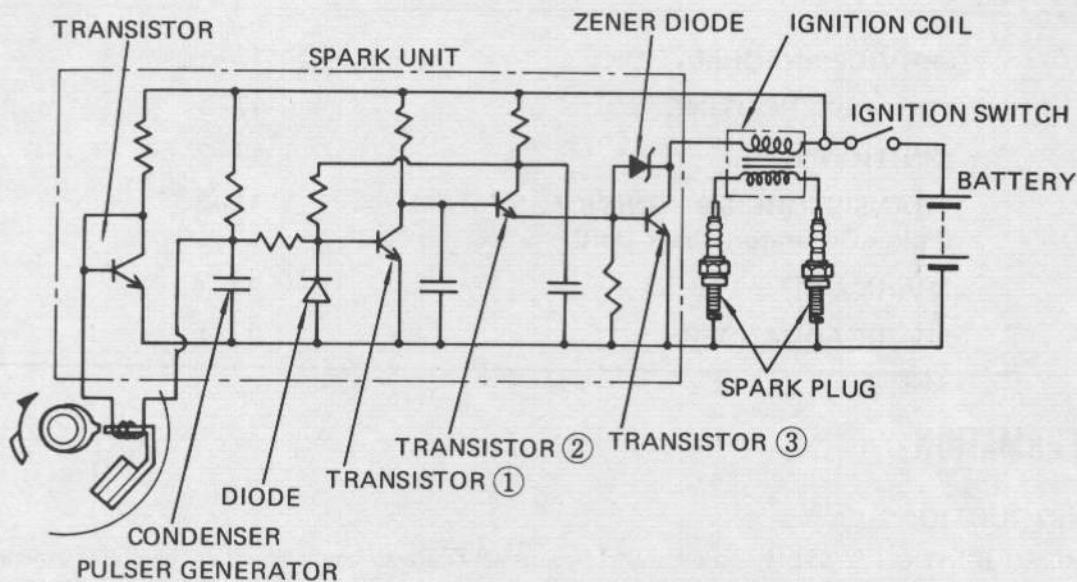 TRANSISTOR
SPARK UNIT
ZENER DIODE
IGNITION COIL
IGNITION SWITCH
BATTERY
SPARK PLUG
TRANSISTOR ③
TRANSISTOR ②
TRANSISTOR ①
DIODE
CONDENSER
PULSER GENERATOR